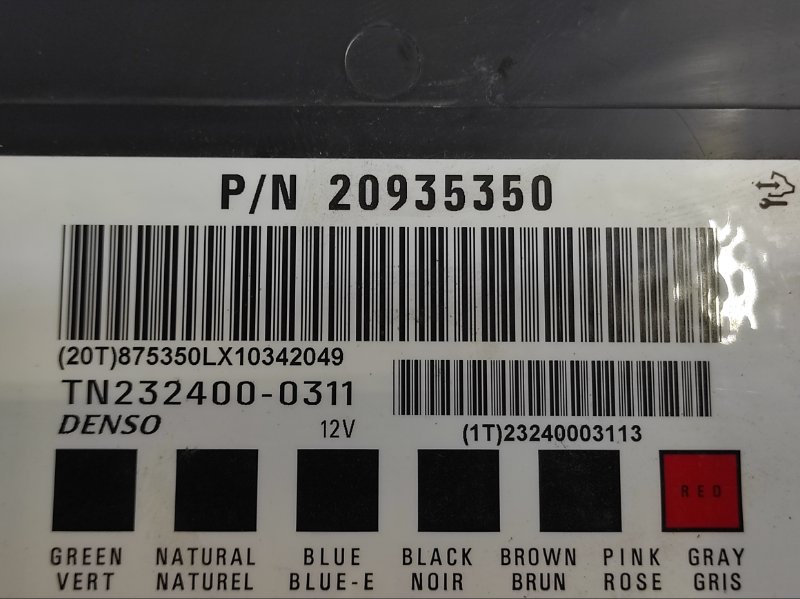 P/N 20935350
(20T)875350LX10342049
TN232400-0311
DENSO 12V
(1T)23240003113
RED
GREEN NATURAL BLUE BLACK BROWN PINK GRAY
VERT NATUREL BLUE-E NOIR BRUN ROSE GRIS